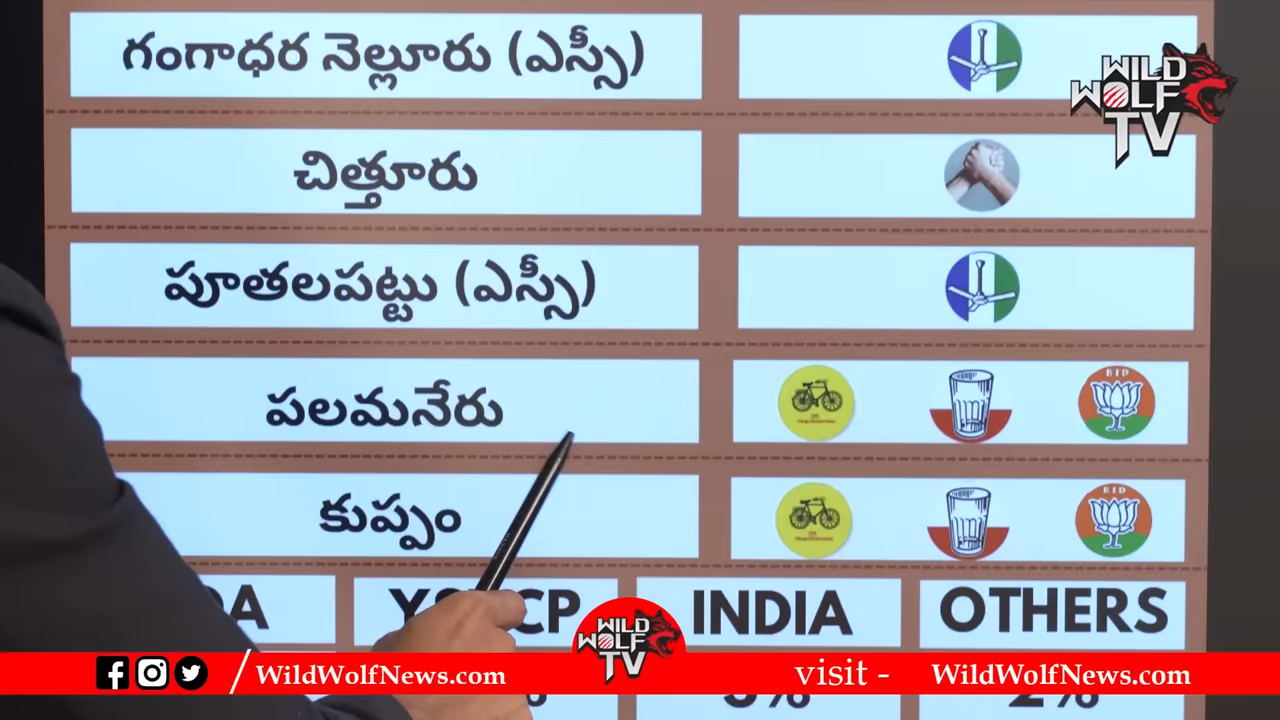 గంగాధర నెల్లూరు (ఎస్సీ)
WILD
WOLF
TV
చిత్తూరు
పూతలపట్టు (ఎస్సీ)
పలమనేరు
BJP
కుప్పం
BJP
INDIA
OTHERS
WILD
WOLF
TV
WildWolfNews.com
visit -
WildWolfNews.com